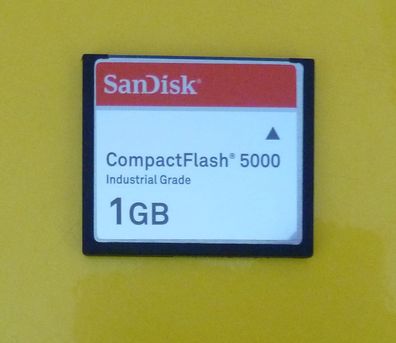 SanDisk®
CompactFlash® 5000
Industrial Grade
1GB